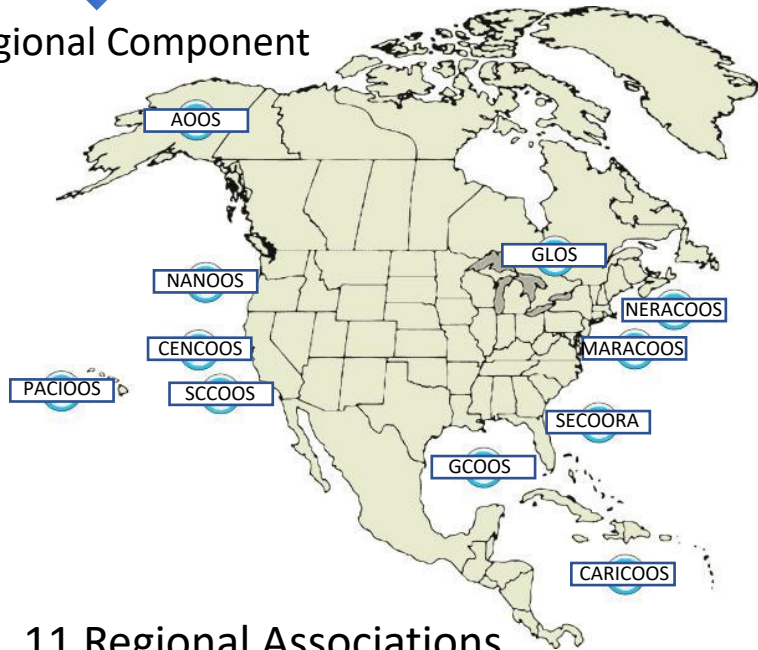 gional Component
AOOS
GLOS
NANOOS
NERACOOS
CENCOOS
MARACOOS
PACIOOS
SCCOOS
SECOORA
GCOOS
CARICOOS
11 Regional Associations